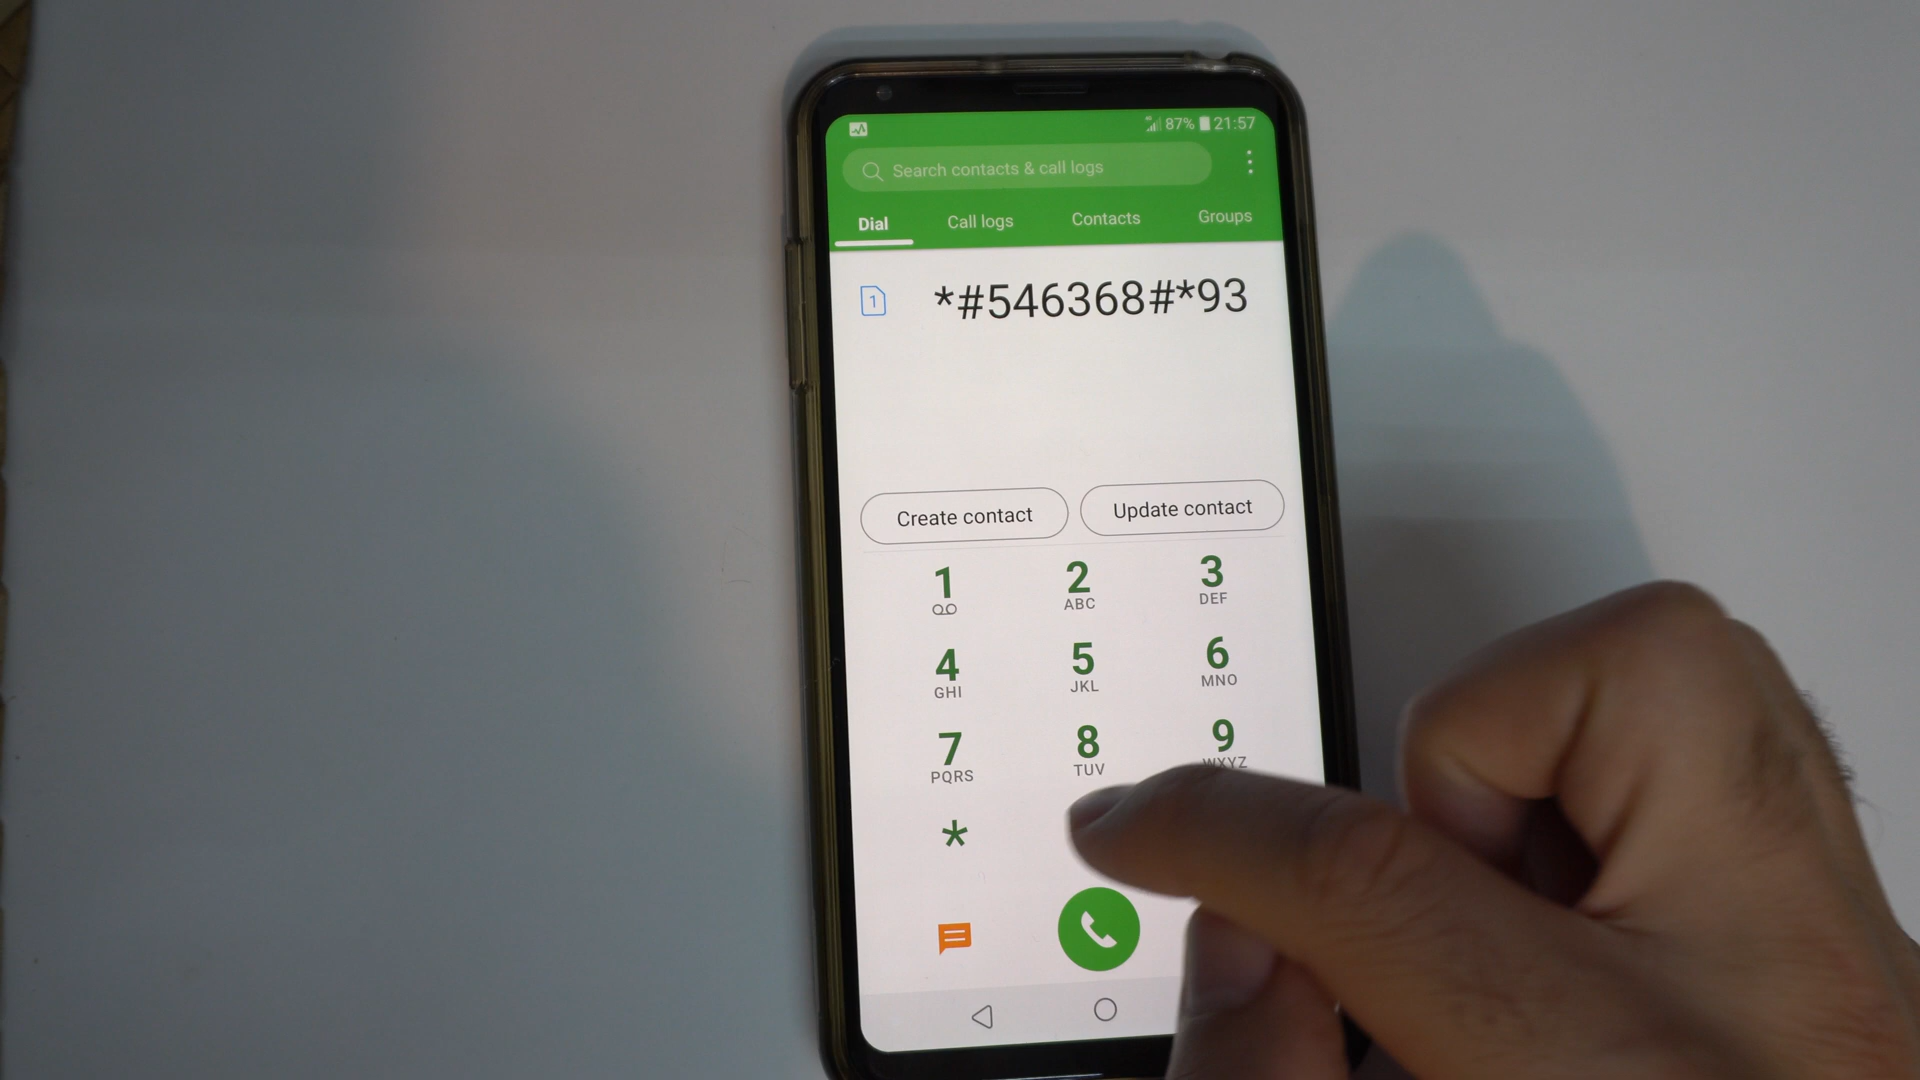 87% 21:57
Search contacts & call logs
Dial Call logs Contacts Groups
1 *#546368#*93
Create contact Update contact
1 2 3
ABC DEF
4 5 6
GHI JKL MNO
7 8 9
PQRS TUV WXYZ
*